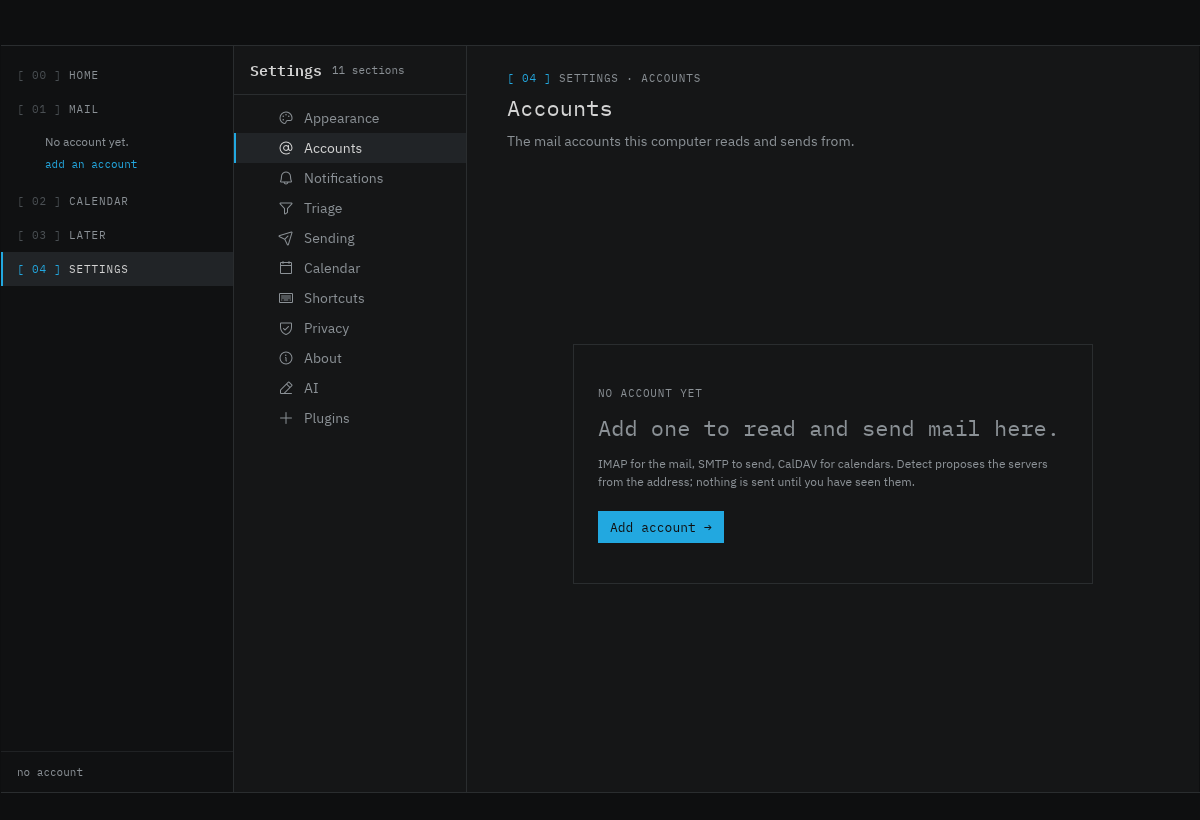 [ 00 ] HOME
[ 01 ] MAIL
No account yet.
add an account
[ 02 ] CALENDAR
[ 03 ] LATER
[ 04 ] SETTINGS
no account
Settings 11 sections
Appearance
Accounts
Notifications
Triage
Sending
Calendar
Shortcuts
Privacy
About
AI
Plugins
[ 04 ] SETTINGS · ACCOUNTS
Accounts
The mail accounts this computer reads and sends from.
NO ACCOUNT YET
Add one to read and send mail here.
IMAP for the mail, SMTP to send, CalDAV for calendars. Detect proposes the servers
from the address; nothing is sent until you have seen them.
Add account →